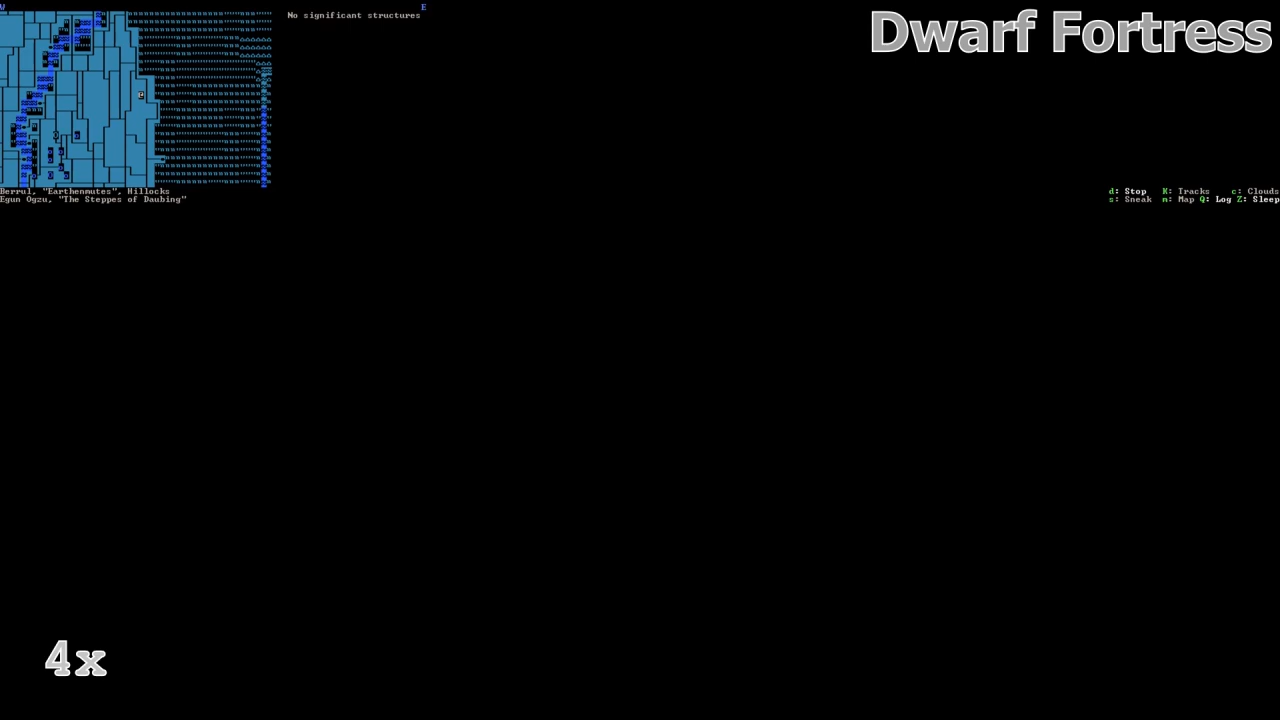 W E
No significant structures
Dwarf Fortress
Berrul, "Earthenmutes", Hillocks
Egun Ogzu, "The Steppes of Daubing"
d: Stop K: Tracks c: Clouds
s: Sneak m: Map Q: Log Z: Sleep
4x